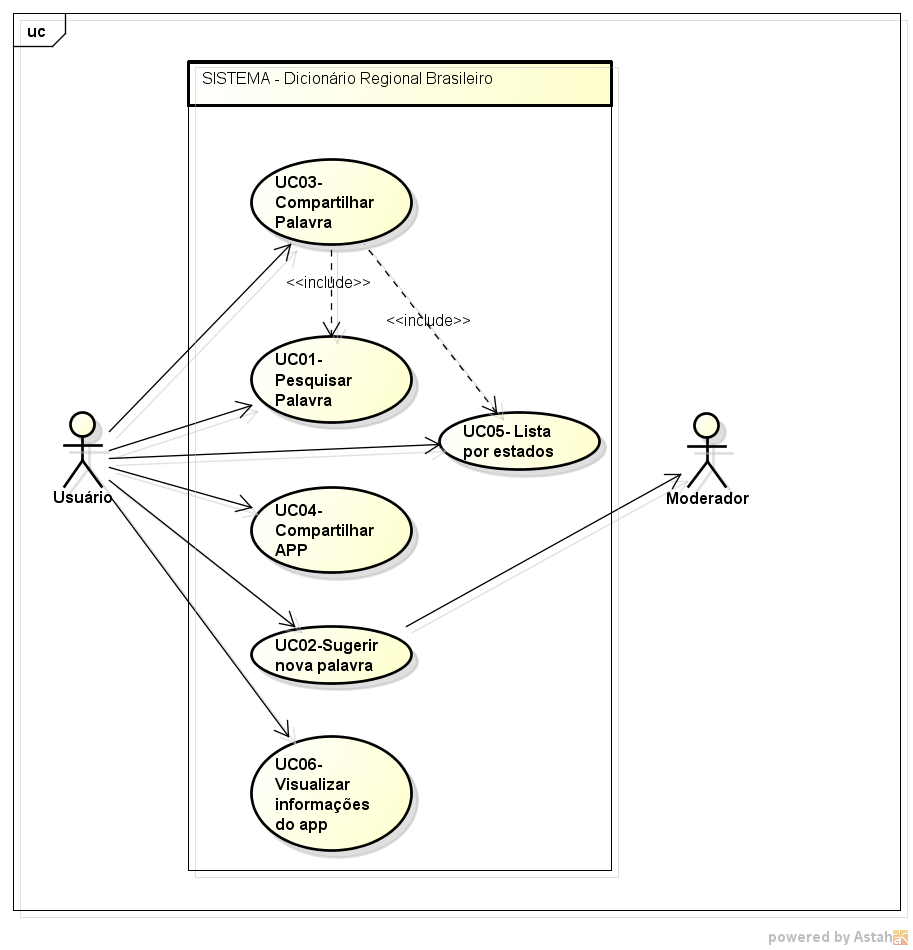 uc
SISTEMA - Dicionário Regional Brasileiro
UC03-
Compartilhar
Palavra
<<include>>
<<include>>
UC01-
Pesquisar
Palavra
UC05- Lista
por estados
Usuário
Moderador
UC04-
Compartilhar
APP
UC02-Sugerir
nova palavra
UC06-
Visualizar
informações
do app
powered by Astah